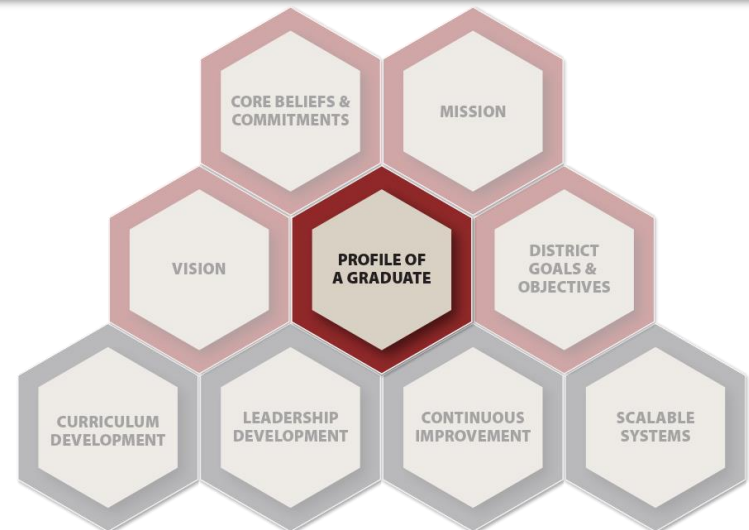 CORE BELIEFS &
COMMITMENTS
MISSION
VISION
PROFILE OF
A GRADUATE
DISTRICT
GOALS &
OBJECTIVES
CURRICULUM
DEVELOPMENT
LEADERSHIP
DEVELOPMENT
CONTINUOUS
IMPROVEMENT
SCALABLE
SYSTEMS